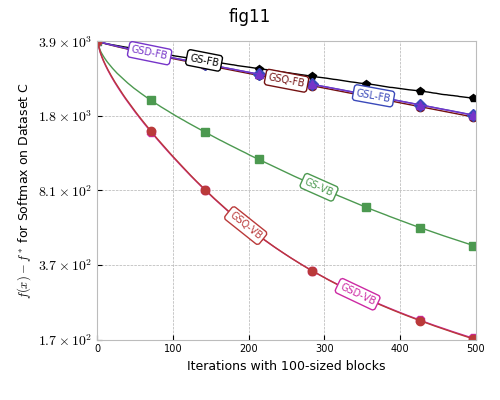 fig11
f(x) − f* for Softmax on Dataset C
3.9 × 10³
1.8 × 10³
8.1 × 10²
3.7 × 10²
1.7 × 10²
GSD-FB
GS-FB
GSQ-FB
GSL-FB
GS-VB
GSQ-VB
GSD-VB
0 100 200 300 400 500
Iterations with 100-sized blocks